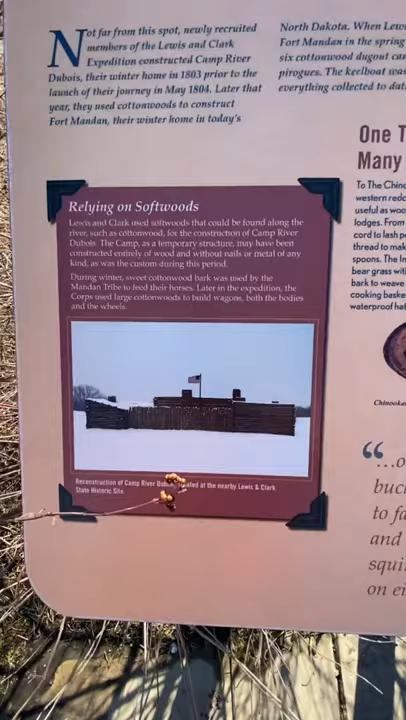 Not far from this spot, newly recruited
members of the Lewis and Clark
Expedition constructed Camp River
Dubois, their winter home in 1803 prior to the
launch of their journey in May 1804. Later that
year, they used cottonwoods to construct
Fort Mandan, their winter home in today's
North Dakota. When Lew
Fort Mandan in the spring
six cottonwood dugout can
pirogues. The keelboat was
everything collected to dat
Relying on Softwoods
Lewis and Clark used softwoods that could be found along the
river, such as cottonwood, for the construction of Camp River
Dubois. The Camp, as a temporary structure, may have been
constructed entirely of wood and without nails or metal of any
kind, as was the custom during this period.
During winter, sweet cottonwood bark was used by the
Mandan Tribe to feed their horses. Later in the expedition, the
Corps used large cottonwoods to build wagons, both the bodies
and the wheels.
Reconstruction of Camp River Du located at the nearby Lewis & Clark
State Historic Site
One T
Many
To The Chino
western redc
useful as woo
lodges. From
cord to lash p
thread to mak
spoons. The In
bear grass wit
bark to weave
cooking baske
waterproof hat
Chinooka
“...o
buck
to fa
and
squi
on ei